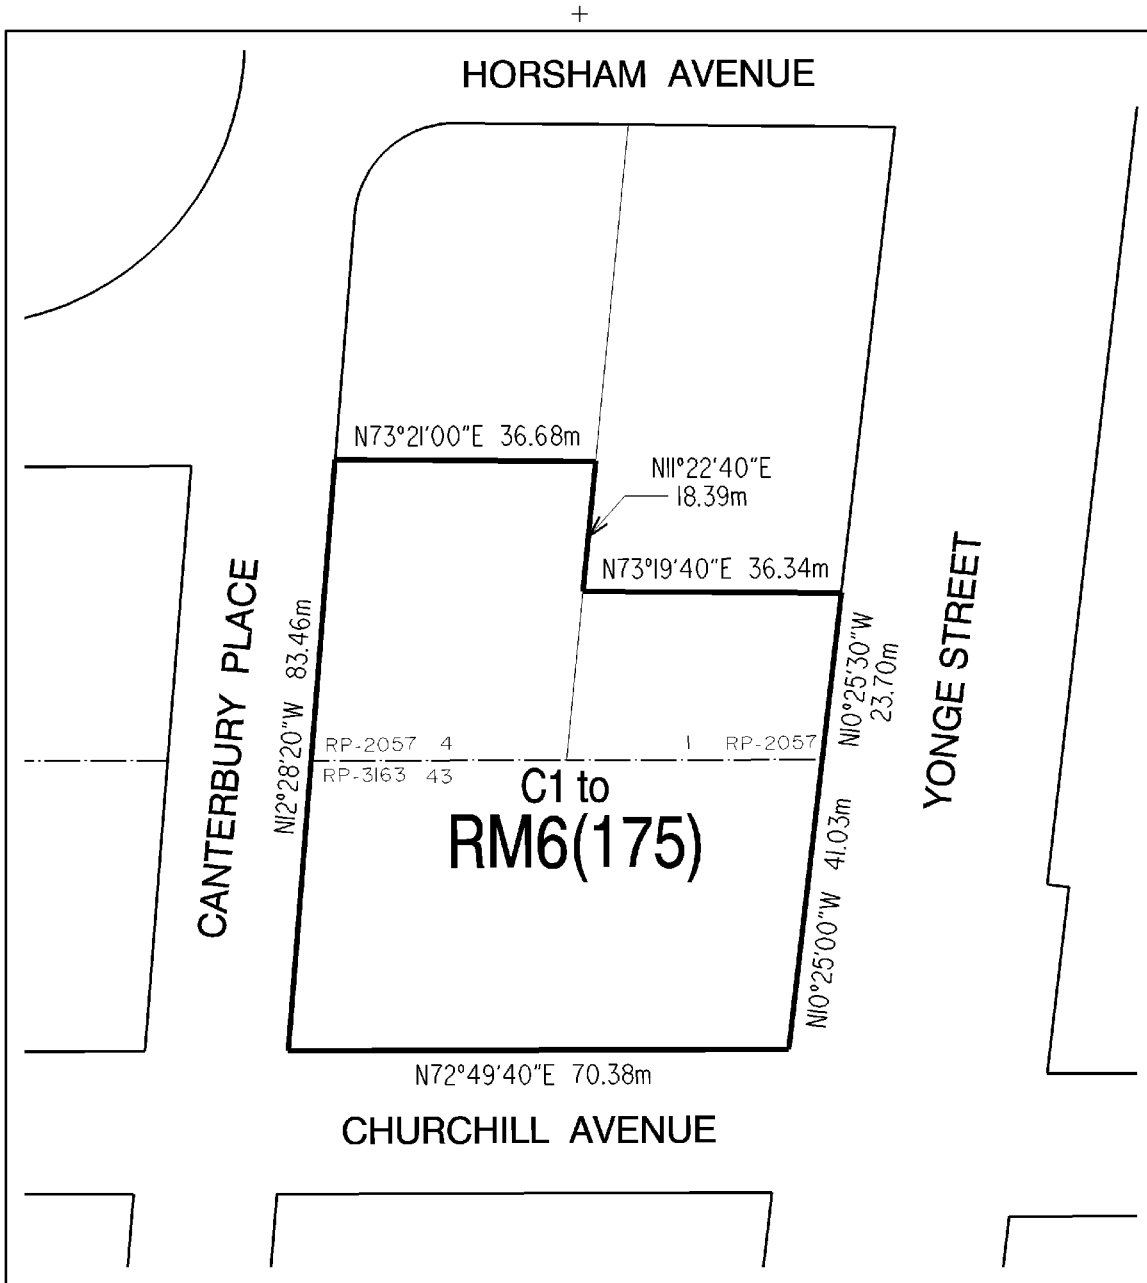 HORSHAM AVENUE
N73°21'00"E 36.68m
N11°22'40"E
18.39m
N73°19'40"E 36.34m
CANTERBURY PLACE
N12°28'20"W 83.46m
N10°25'30"W
23.70m
YONGE STREET
RP-2057 4
1 RP-2057
RP-3163 43
C1 to
RM6(175)
N10°25'00"W 41.03m
N72°49'40"E 70.38m
CHURCHILL AVENUE